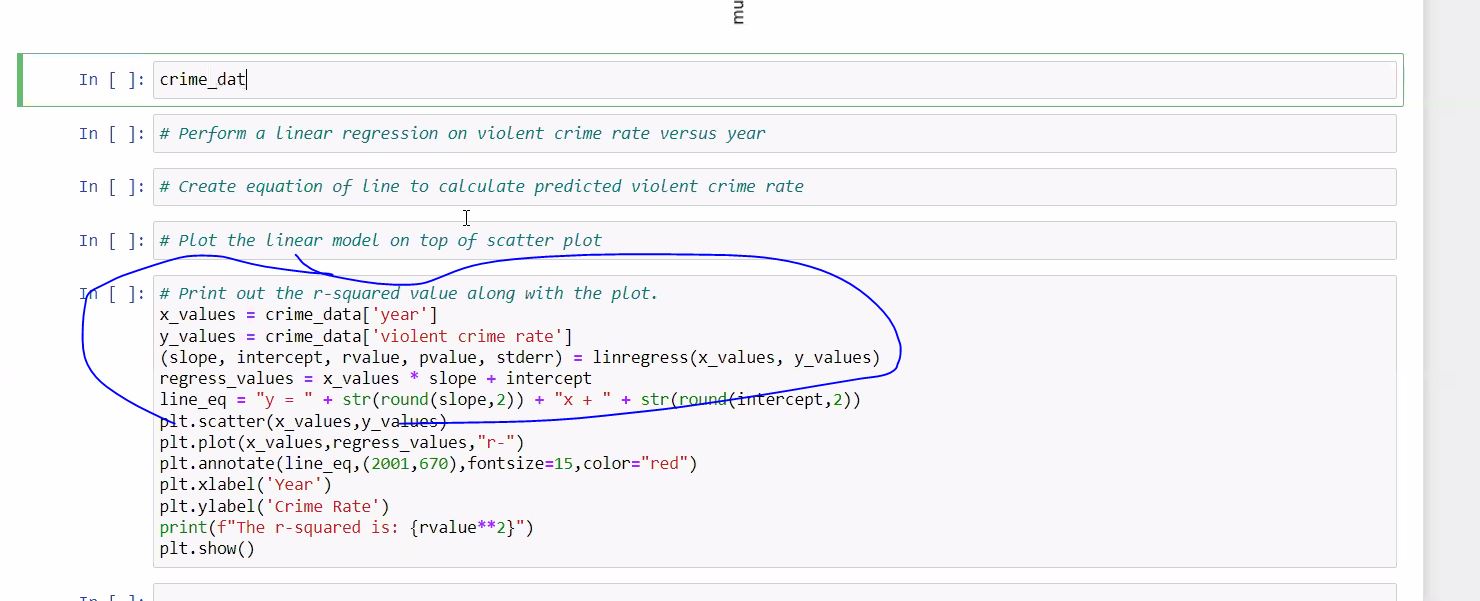 mu
In [ ]: crime_dat
In [ ]: # Perform a linear regression on violent crime rate versus year
In [ ]: # Create equation of line to calculate predicted violent crime rate
In [ ]: # Plot the linear model on top of scatter plot
In [ ]: # Print out the r-squared value along with the plot.
x_values = crime_data['year']
y_values = crime_data['violent crime rate']
(slope, intercept, rvalue, pvalue, stderr) = linregress(x_values, y_values)
regress_values = x_values * slope + intercept
line_eq = "y = " + str(round(slope,2)) + "x + " + str(round(intercept,2))
plt.scatter(x_values,y_values)
plt.plot(x_values,regress_values,"r-")
plt.annotate(line_eq,(2001,670),fontsize=15,color="red")
plt.xlabel('Year')
plt.ylabel('Crime Rate')
print(f"The r-squared is: {rvalue**2}")
plt.show()
In [ ]: